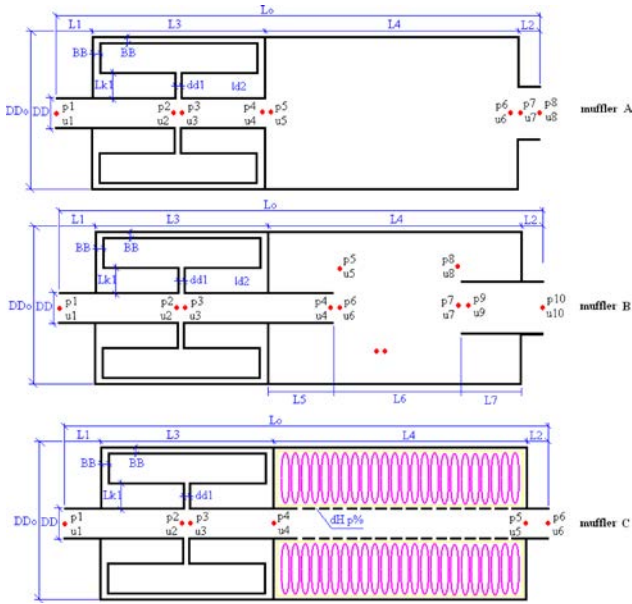 Lo
L1 L3 L4 L2
BB
BB
Lk1 dd1 ld2
DDo DD
p1 p2 p3 p4 p5 p6 p7 p8
u1 u2 u3 u4 u5 u6 u7 u8
muffler A
Lo
L1 L3 L4 L2
BB
BB
p5 p8
u5 u8
Lk1 dd1 ld2
DDo DD
p1 p2 p3 p4 p6 p7 p9 p10
u1 u2 u3 u4 u6 u7 u9 u10
muffler B
L5 L6 L7
Lo
L1 L3 L4 L2
BB
BB
Lk1 dd1
DDo DD
p1 p2 p3 p4 dH p% p5 p6
u1 u2 u3 u4 u5 u6
muffler C